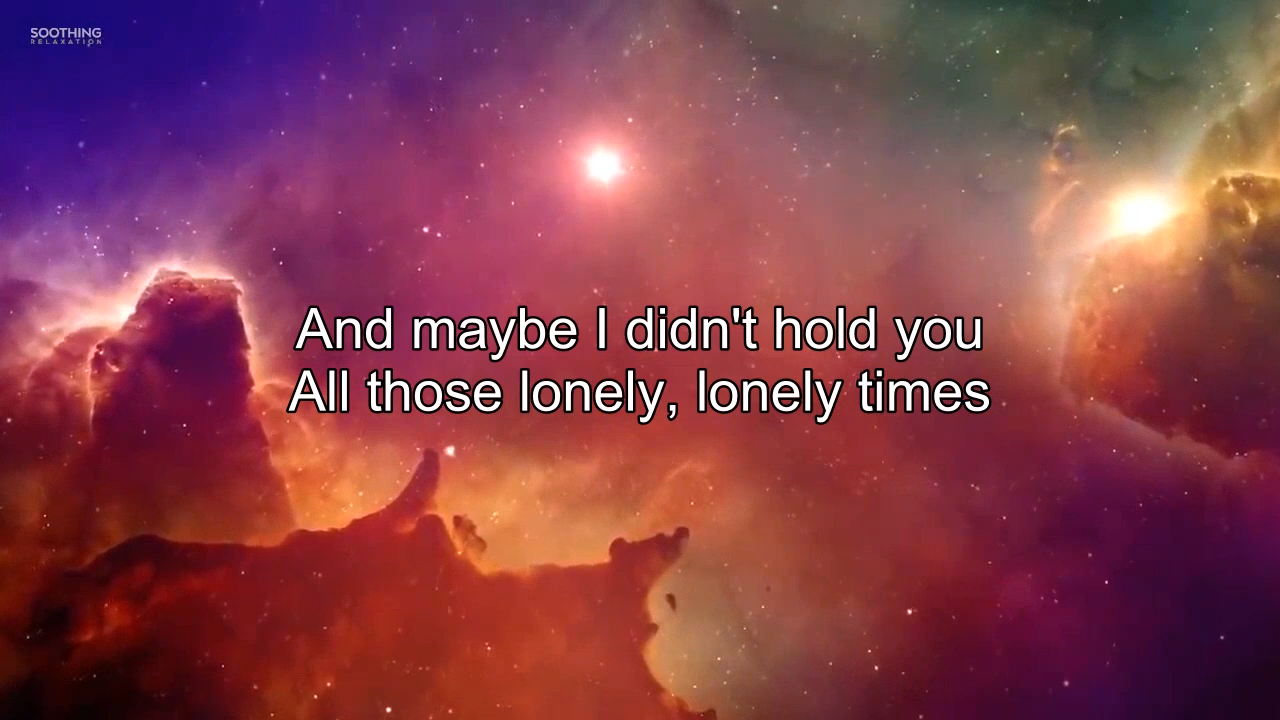 SOOTHING
RELAXATION
And maybe I didn't hold you
All those lonely, lonely times